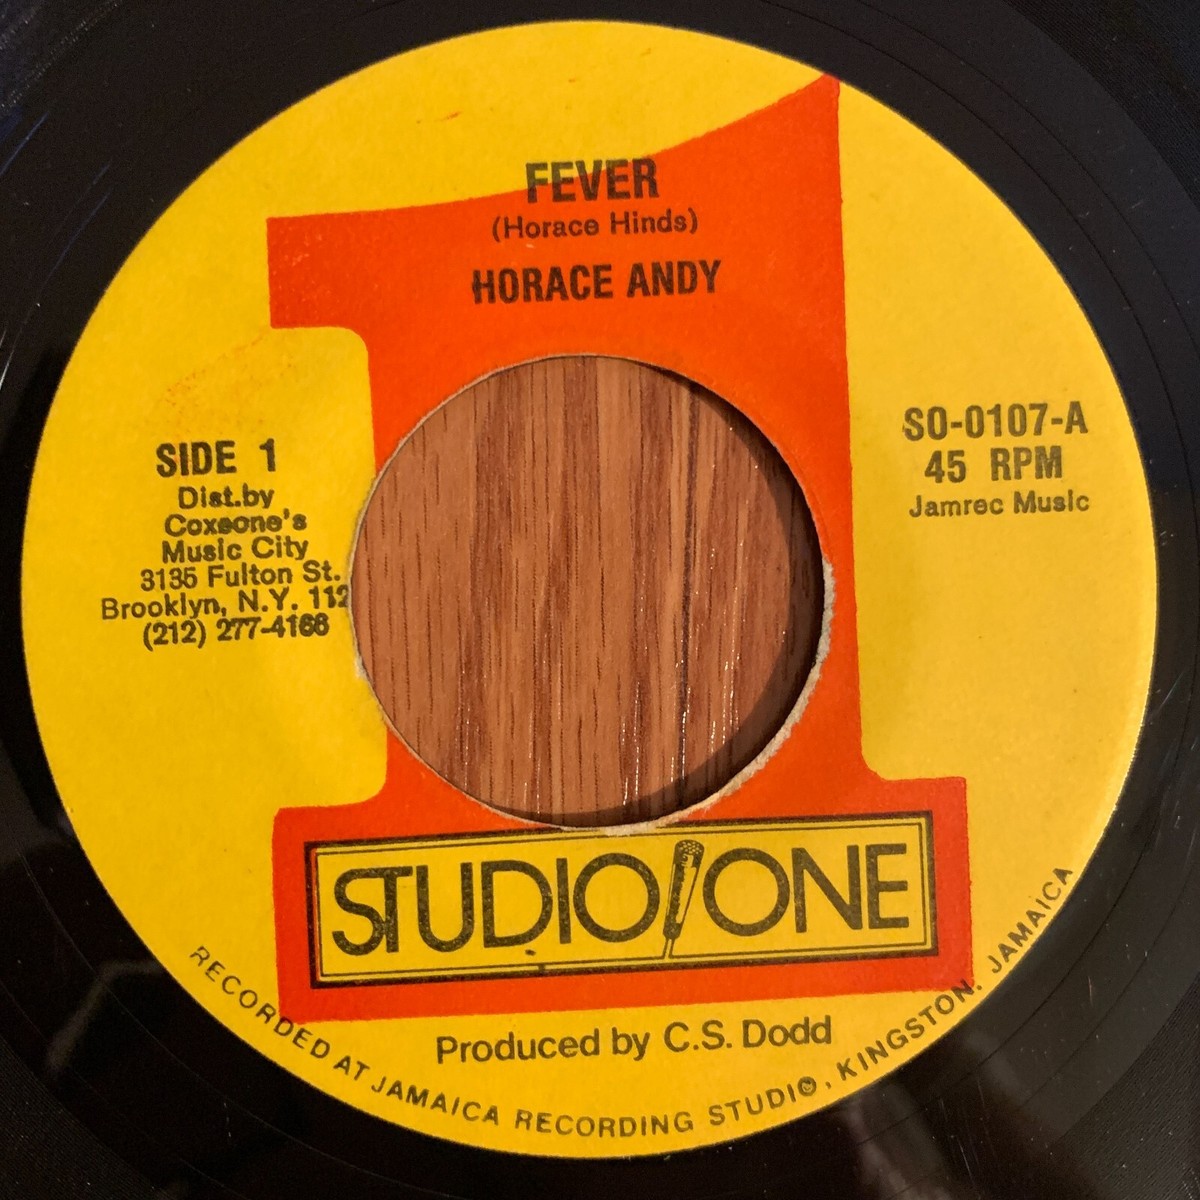 FEVER
(Horace Hinds)
HORACE ANDY
SIDE 1
Dist.by
Coxsone's
Music City
3135 Fulton St.
Brooklyn, N.Y. 112
(212) 277-4166
SO-0107-A
45 RPM
Jamrec Music
STUDIO ONE
Produced by C.S. Dodd
RECORDED AT JAMAICA RECORDING STUDIO, KINGSTON, JAMAICA